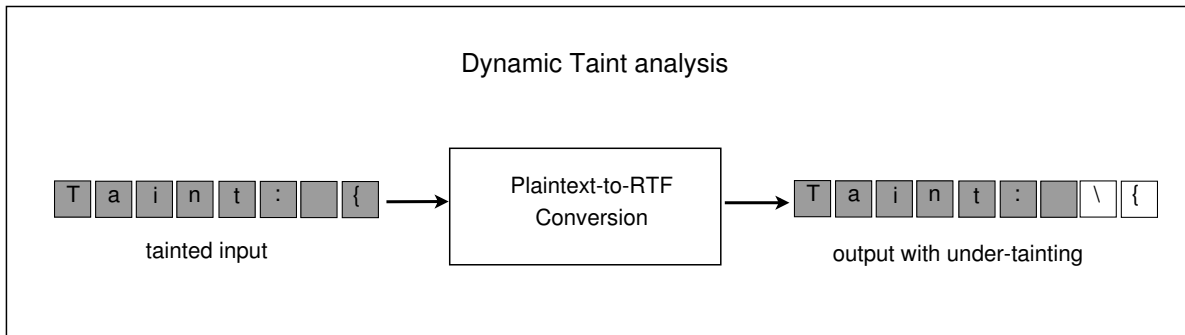 Dynamic Taint analysis
T a i n t : {
tainted input
Plaintext-to-RTF
Conversion
T a i n t : \ {
output with under-tainting